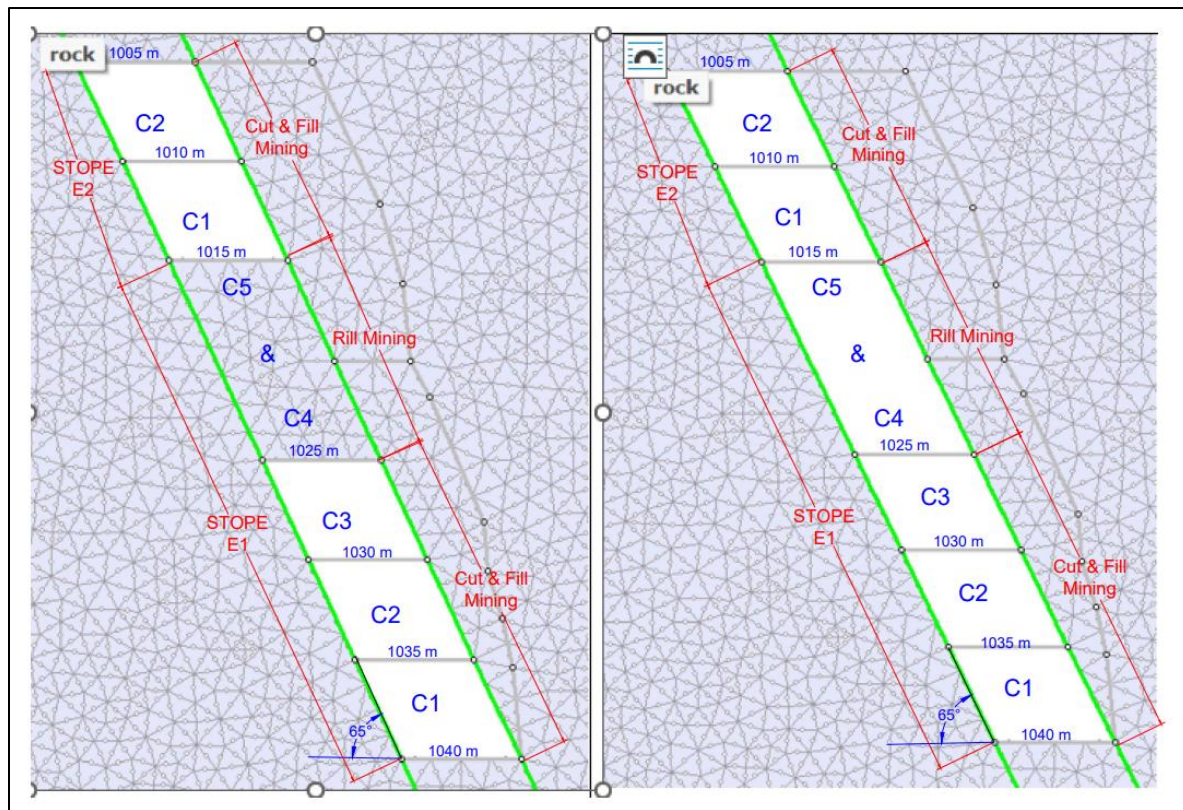 rock
1005 m
C2
1010 m
Cut & Fill
Mining
STOPE
E2
C1
1015 m
C5
&
Rill Mining
C4
1025 m
C3
STOPE
E1
1030 m
Cut & Fill
Mining
C2
1035 m
C1
65°
1040 m
1005 m
rock
C2
1010 m
Cut & Fill
Mining
STOPE
E2
C1
1015 m
C5
&
Rill Mining
C4
1025 m
C3
STOPE
E1
1030 m
Cut & Fill
Mining
C2
1035 m
C1
65°
1040 m